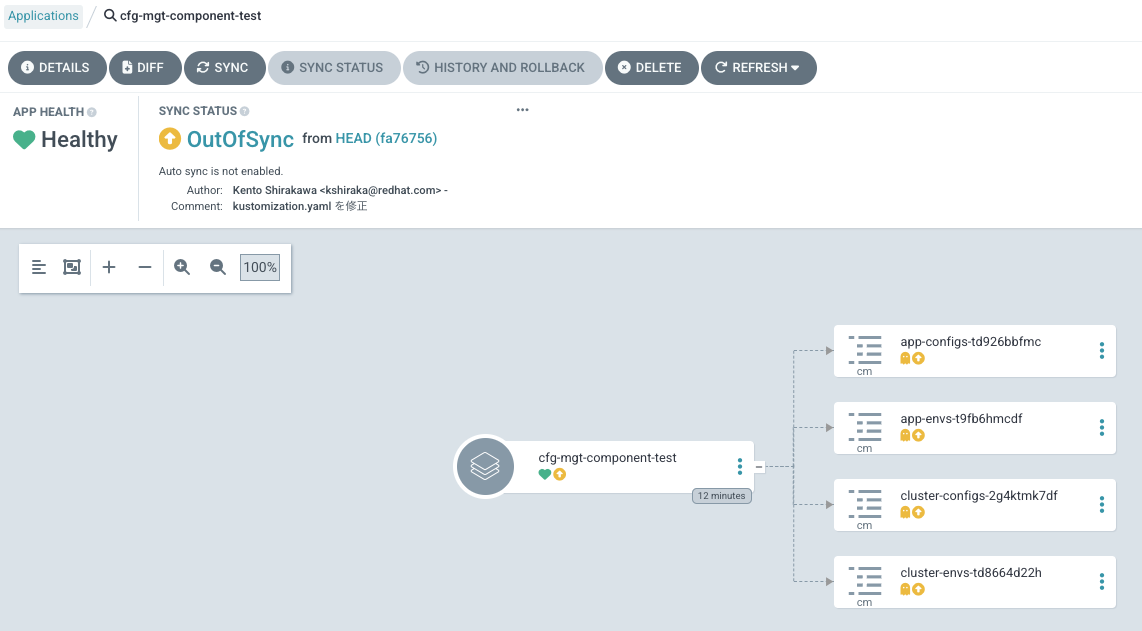 Applications / cfg-mgt-component-test
DETAILS DIFF SYNC SYNC STATUS HISTORY AND ROLLBACK DELETE REFRESH
APP HEALTH
Healthy
SYNC STATUS
OutOfSync from HEAD (fa76756)
Auto sync is not enabled.
Author: Kento Shirakawa <kshiraka@redhat.com> -
Comment: kustomization.yaml を修正
100%
cfg-mgt-component-test
12 minutes
app-configs-td926bbfmc
cm
app-envs-t9fb6hmcdf
cm
cluster-configs-2g4ktmk7df
cm
cluster-envs-td8664d22h
cm